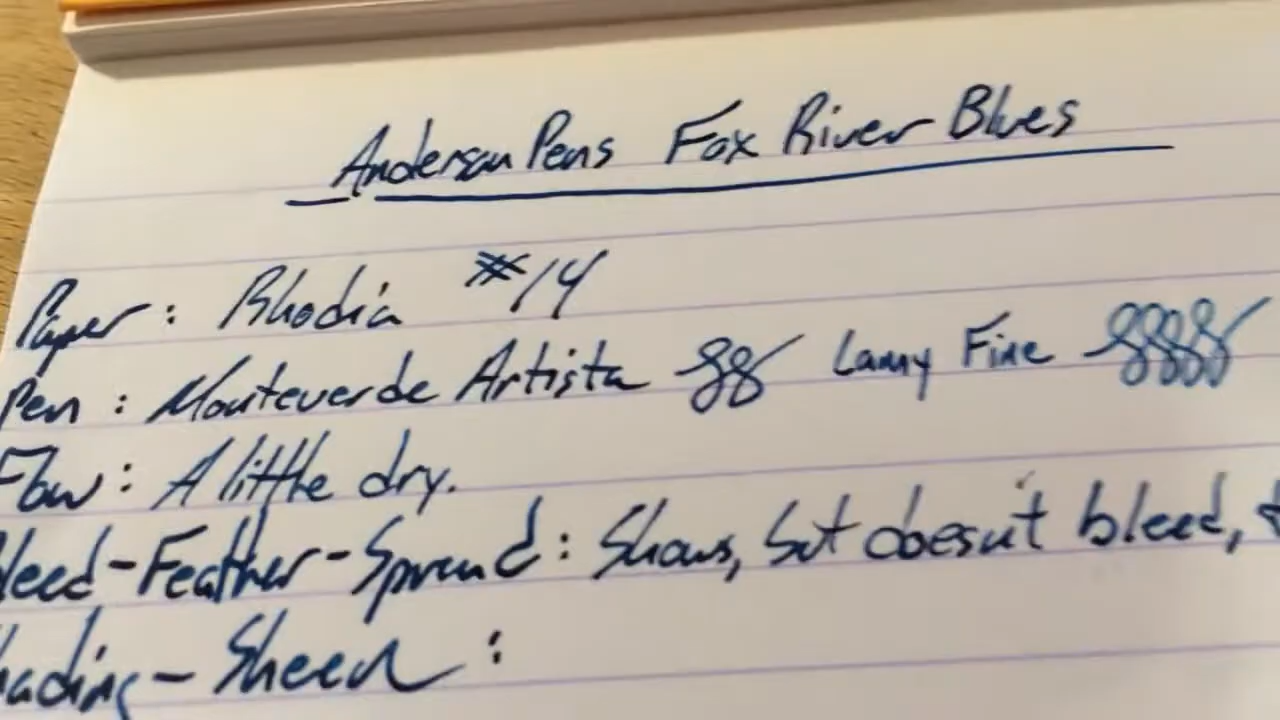 Anderson Pens Fox River Blues
Paper: Rhodia #14
Pen: Monteverde Artista Lamy Fine
Flow: A little dry.
Bleed-Feather-Spread: Shows, but doesn't bleed,
Shading-Sheen: